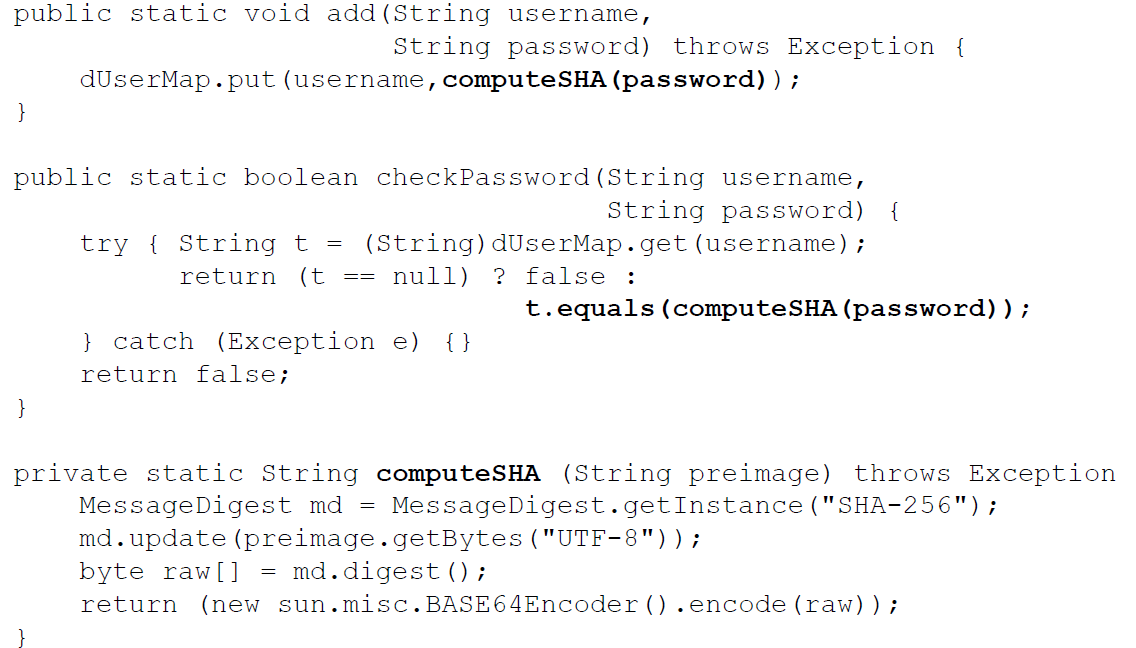 public static void add(String username,
                       String password) throws Exception {
    dUserMap.put(username,computeSHA(password));
}

public static boolean checkPassword(String username,
                                    String password) {
    try { String t = (String)dUserMap.get(username);
          return (t == null) ? false :
                               t.equals(computeSHA(password));
    } catch (Exception e) {}
    return false;
}

private static String computeSHA (String preimage) throws Exception
    MessageDigest md = MessageDigest.getInstance("SHA-256");
    md.update(preimage.getBytes("UTF-8"));
    byte raw[] = md.digest();
    return (new sun.misc.BASE64Encoder().encode(raw));
}